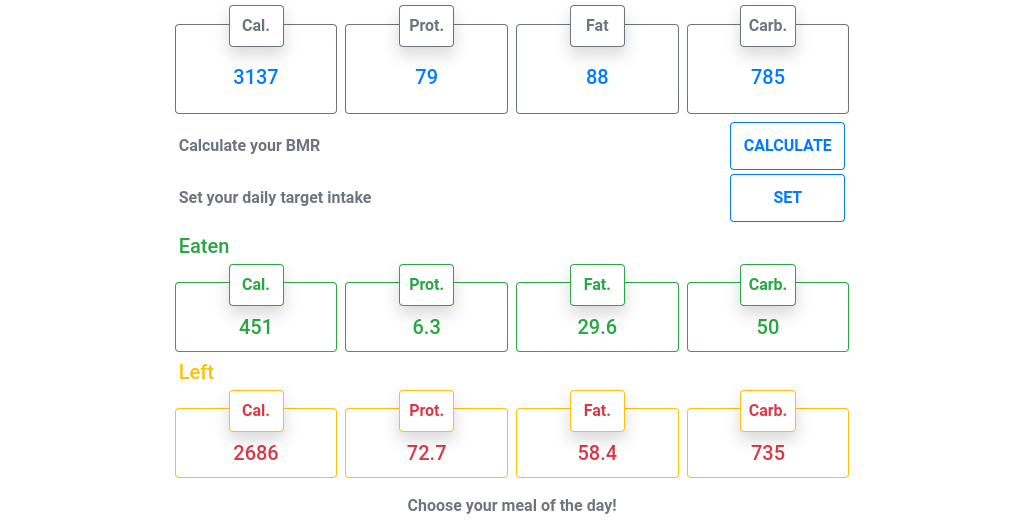 Cal. Prot. Fat Carb.
3137 79 88 785
Calculate your BMR CALCULATE
Set your daily target intake SET
Eaten
Cal. Prot. Fat. Carb.
451 6.3 29.6 50
Left
Cal. Prot. Fat. Carb.
2686 72.7 58.4 735
Choose your meal of the day!